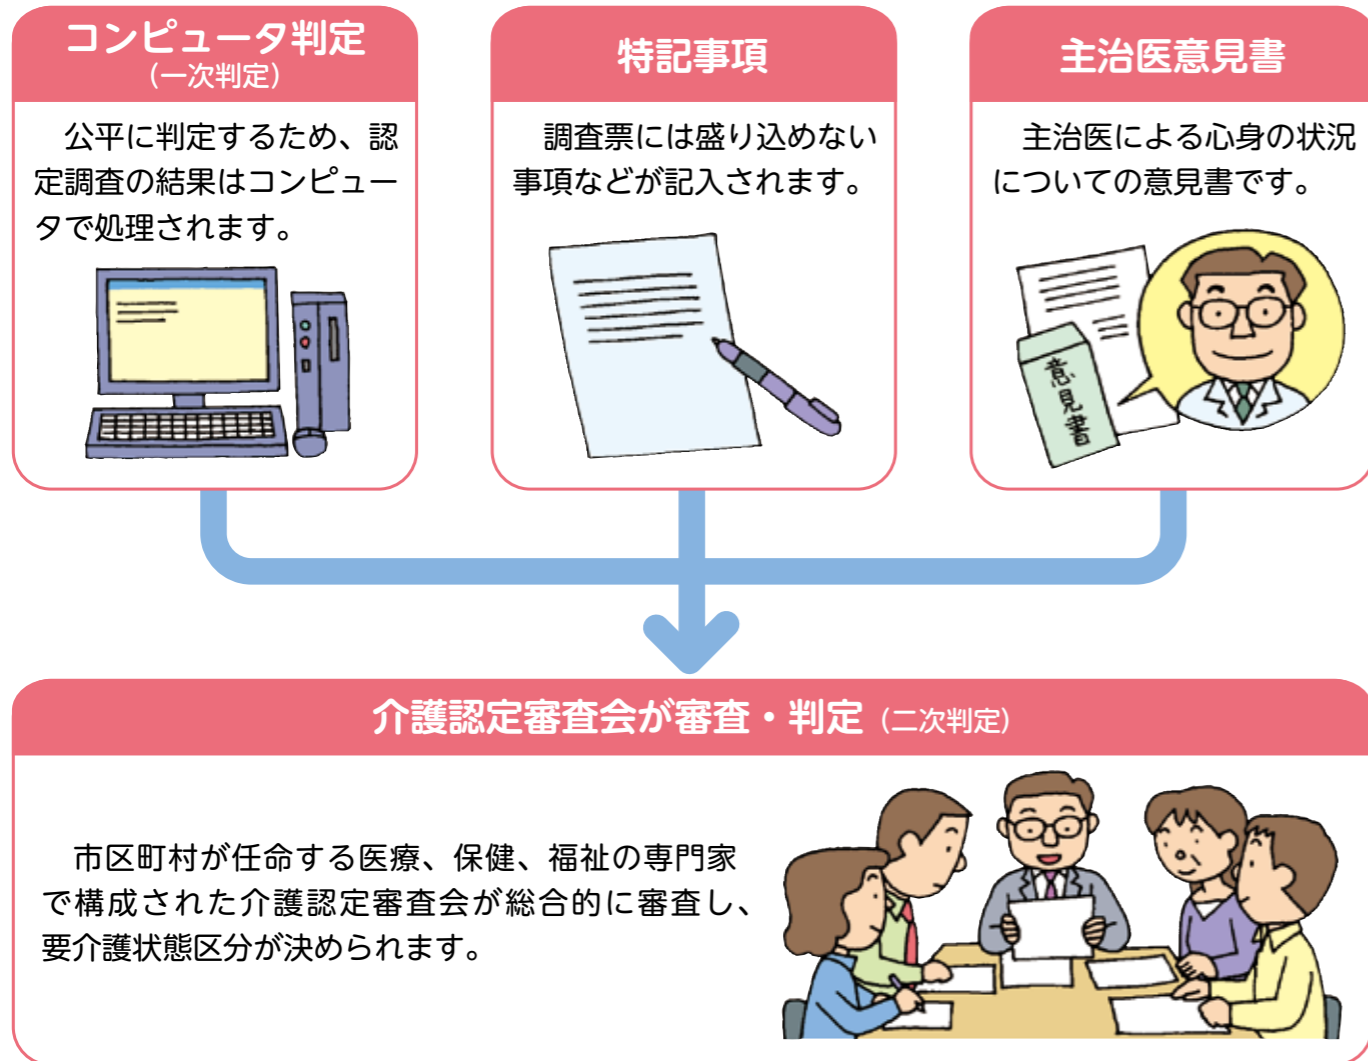 コンピュータ判定
(一次判定)
公平に判定するため、認
定調査の結果はコンピュー
タで処理されます。
特記事項
調査票には盛り込めない
事項などが記入されます。
主治医意見書
主治医による心身の状況
についての意見書です。
意見書
介護認定審査会が審査・判定(二次判定)
市区町村が任命する医療、保健、福祉の専門家
で構成された介護認定審査会が総合的に審査し、
要介護状態区分が決められます。